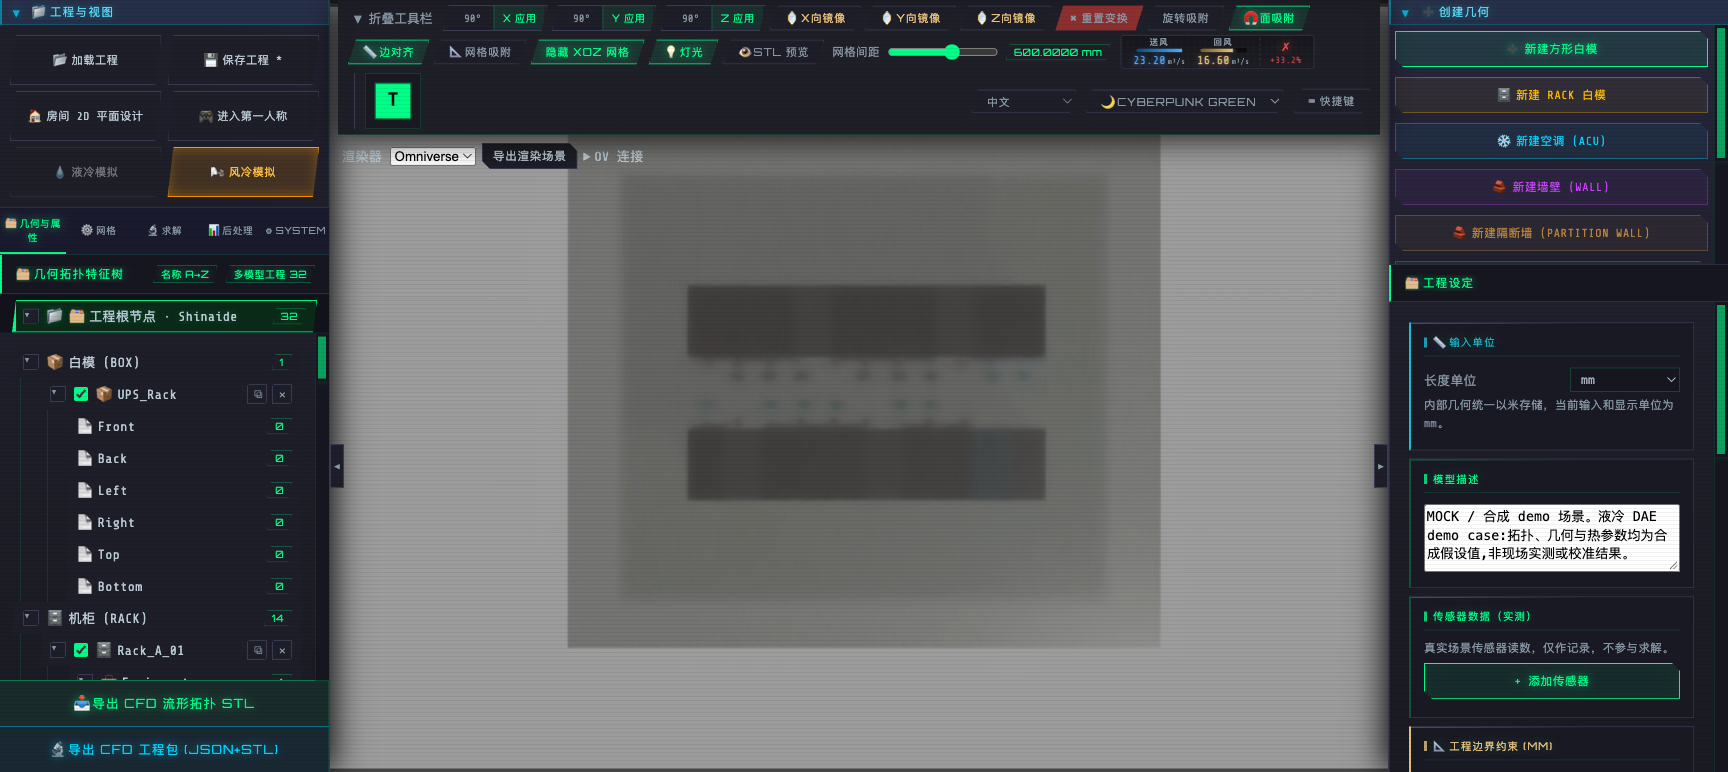 ▼ 工程与视图
加载工程
保存工程 *
房间 2D 平面设计
进入第一人称
液冷模拟
风冷模拟
几何与属性
网格
求解
后处理
SYSTEM
几何拓扑特征树
名称 A→Z
多模型工程 32
工程根节点 · Shinaide
32
白模 (BOX)
1
UPS_Rack
Front
Back
Left
Right
Top
Bottom
机柜 (RACK)
14
Rack_A_01
导出 CFD 流形拓扑 STL
导出 CFD 工程包 (JSON+STL)
▼ 折叠工具栏
90°
X 应用
90°
Y 应用
90°
Z 应用
X向镜像
Y向镜像
Z向镜像
✖ 重置变换
旋转吸附
面吸附
边对齐
网格吸附
隐藏 XOZ 网格
灯光
STL 预览
网格间距
600.0000 mm
送风
23.20 m³/s
回风
16.60 m³/s
✗
+33.2%
T
中文
CYBERPUNK GREEN
快捷键
渲染器
Omniverse
导出渲染场景
▶ OV 连接
▼ 创建几何
新建方形白模
新建 RACK 白模
新建空调 (ACU)
新建墙壁 (WALL)
新建隔断墙 (PARTITION WALL)
工程设定
输入单位
长度单位
mm
内部几何统一以米存储，当前输入和显示单位为
mm。
模型描述
MOCK / 合成 demo 场景。液冷 DAE
demo case:拓扑、几何与热参数均为合
成假设值,非现场实测或校准结果。
传感器数据 (实测)
真实场景传感器读数，仅作记录，不参与求解。
+ 添加传感器
工程边界约束 (MM)